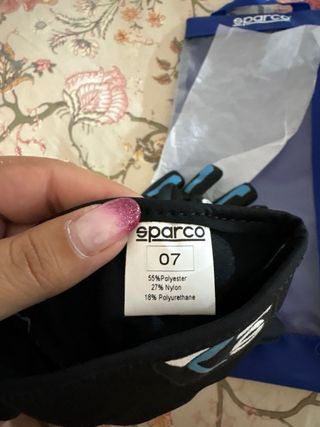 sparco
sparco
07
55%Polyester
27% Nylon
18% Polyurethane